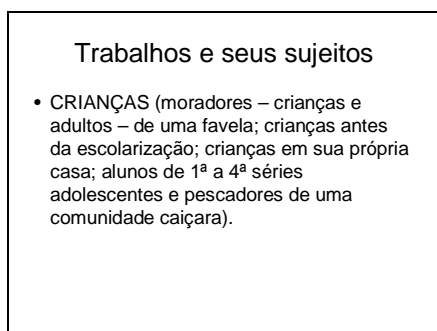 Trabalhos e seus sujeitos
• CRIANÇAS (moradores – crianças e
adultos – de uma favela; crianças antes
da escolarização; crianças em sua própria
casa; alunos de 1ª a 4ª séries
adolescentes e pescadores de uma
comunidade caiçara).